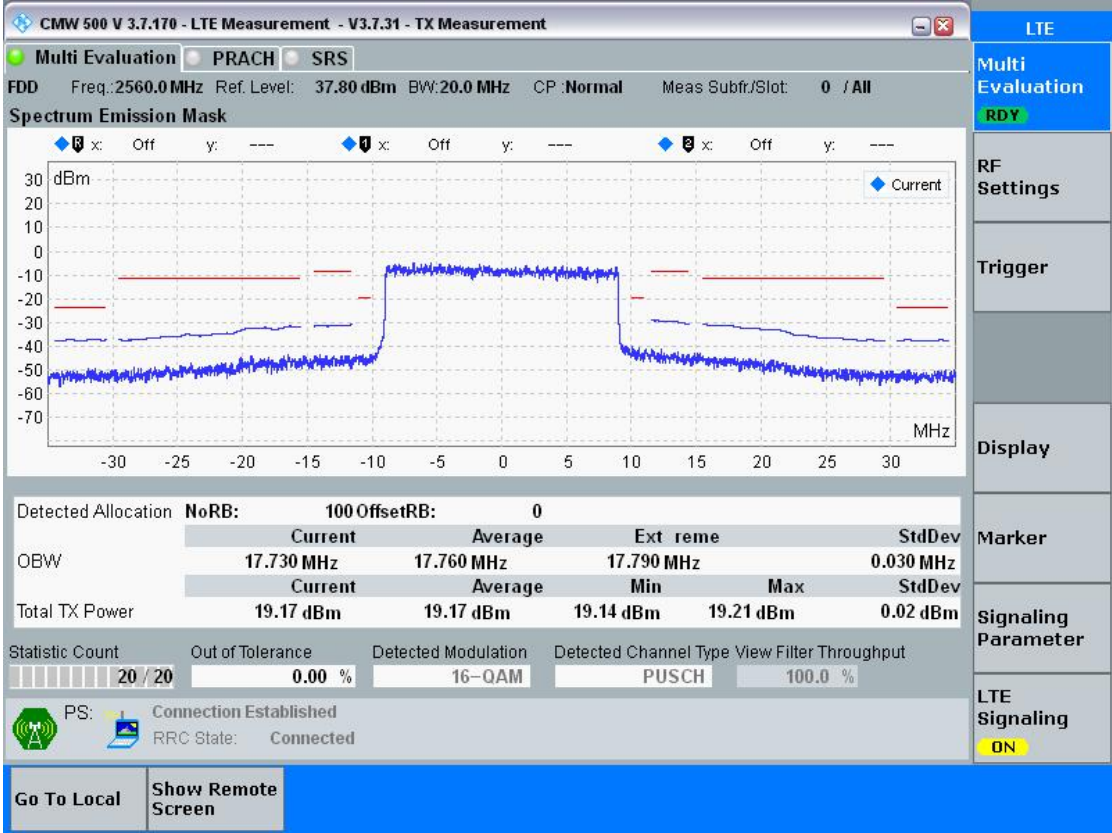 CMW 500 V 3.7.170 - LTE Measurement - V3.7.31 - TX Measurement
Multi Evaluation PRACH SRS
FDD Freq.:2560.0 MHz Ref. Level: 37.80 dBm BW:20.0 MHz CP :Normal Meas Subfr./Slot: 0 / All
Spectrum Emission Mask
R x: Off y: --- 1 x: Off y: --- 2 x: Off y: ---
dBm
Current
30
20
10
0
-10
-20
-30
-40
-50
-60
-70
MHz
-30 -25 -20 -15 -10 -5 0 5 10 15 20 25 30
Detected Allocation NoRB: 100 OffsetRB: 0
Current Average Ext reme StdDev
OBW 17.730 MHz 17.760 MHz 17.790 MHz 0.030 MHz
Current Average Min Max StdDev
Total TX Power 19.17 dBm 19.17 dBm 19.14 dBm 19.21 dBm 0.02 dBm
Statistic Count Out of Tolerance Detected Modulation Detected Channel Type View Filter Throughput
20 / 20 0.00 % 16-QAM PUSCH 100.0 %
PS: Connection Established
RRC State: Connected
LTE
Multi
Evaluation
RDY
RF
Settings
Trigger
Display
Marker
Signaling
Parameter
LTE
Signaling
ON
Go To Local
Show Remote
Screen